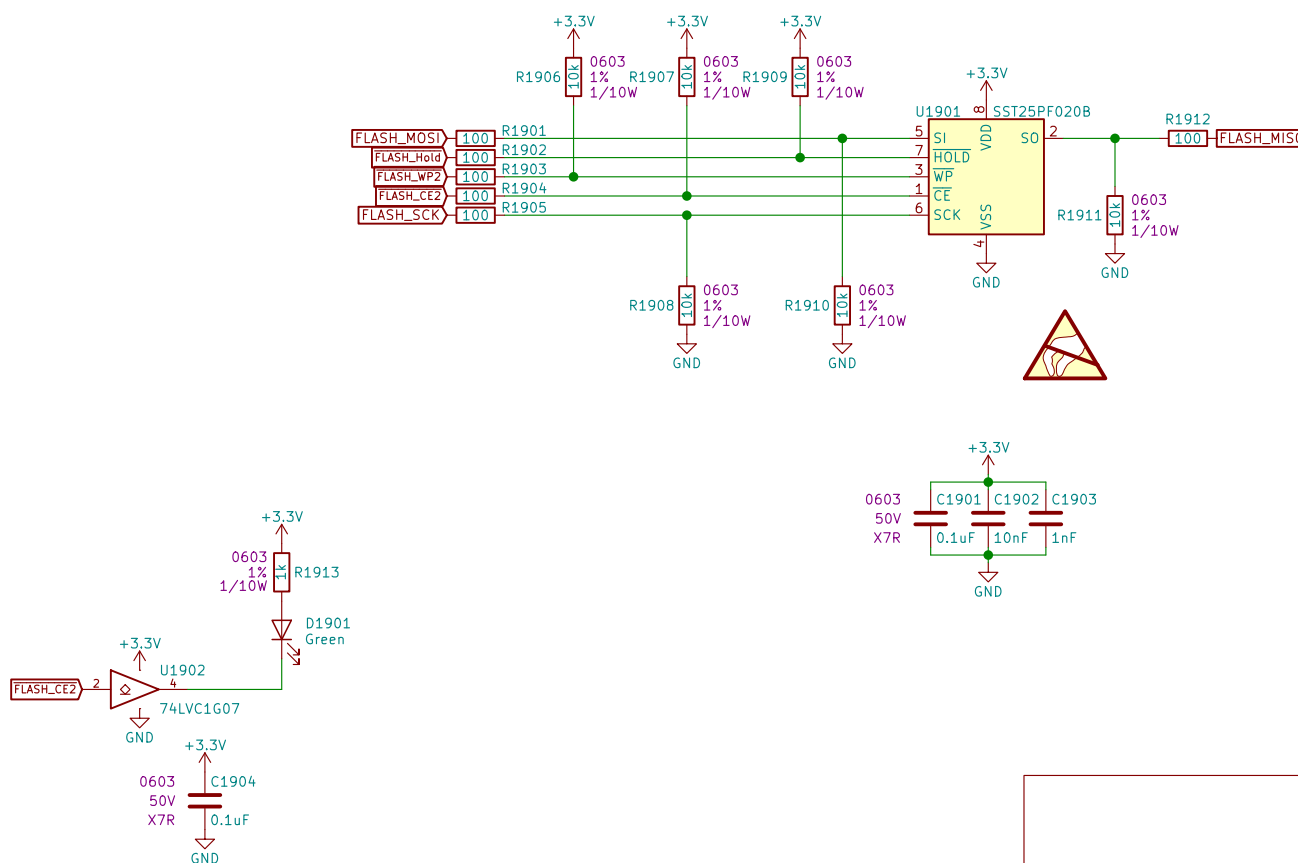 +3.3V +3.3V +3.3V
R1906 10k 0603 1% 1/10W
R1907 10k 0603 1% 1/10W
R1909 10k 0603 1% 1/10W
+3.3V
U1901 SST25PF020B
8 VDD
FLASH_MOSI 100 R1901 5 SI
FLASH_Hold 100 R1902 7 HOLD
FLASH_WP2 100 R1903 3 WP
FLASH_CE2 100 R1904 1 CE
FLASH_SCK 100 R1905 6 SCK
SO 2
R1912
100 FLASH_MISO
VSS 4
GND
R1911 10k 0603 1% 1/10W
GND
R1908 10k 0603 1% 1/10W
GND
R1910 10k 0603 1% 1/10W
GND
+3.3V
0603 C1901 C1902 C1903
50V
X7R 0.1uF 10nF 1nF
GND
+3.3V
0603
1% 1k R1913
1/10W
D1901
Green
+3.3V
U1902
FLASH_CE2 2 4
74LVC1G07
GND
+3.3V
0603 C1904
50V
X7R 0.1uF
GND